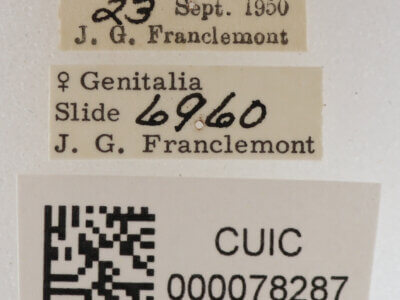 23 Sept. 1950
J. G. Franclemont
♀ Genitalia
Slide 6960
J. G. Franclemont
CUIC
000078287